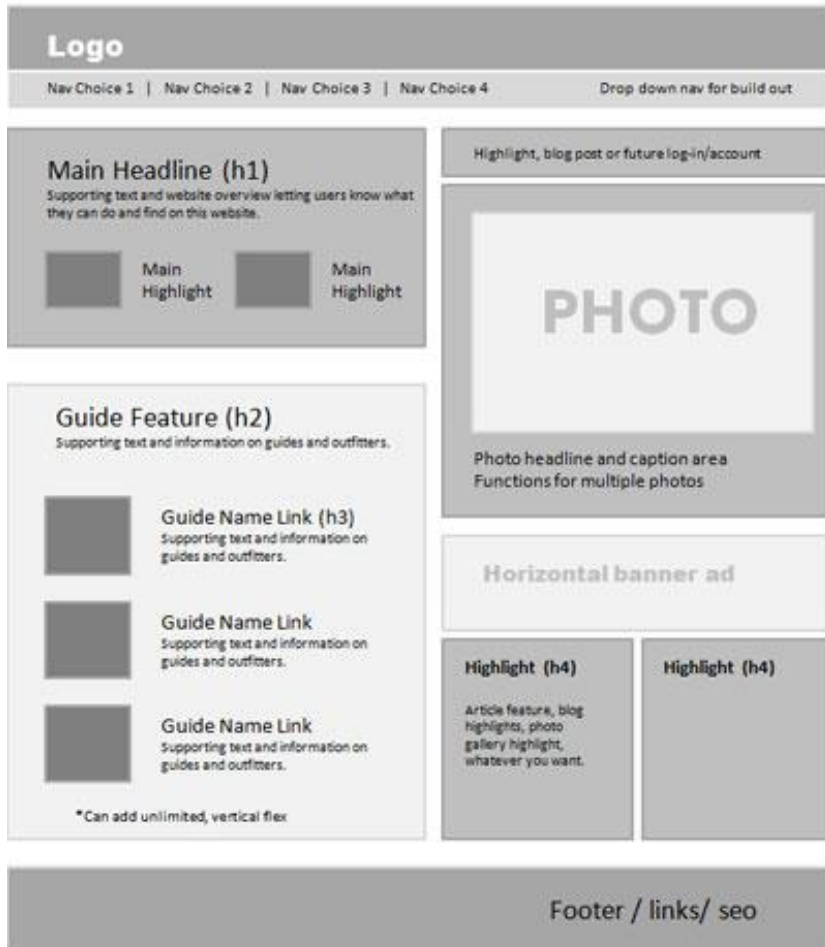 Logo
Nav Choice 1 | Nav Choice 2 | Nav Choice 3 | Nav Choice 4
Drop down nav for build out
Main Headline (h1)
Supporting text and website overview letting users know what
they can do and find on this website.
Main
Highlight
Main
Highlight
Guide Feature (h2)
Supporting text and information on guides and outfitters.
Guide Name Link (h3)
Supporting text and information on
guides and outfitters.
Guide Name Link
Supporting text and information on
guides and outfitters.
Guide Name Link
Supporting text and information on
guides and outfitters.
*Can add unlimited, vertical flex
Highlight, blog post or future log-in/account
PHOTO
Photo headline and caption area
Functions for multiple photos
Horizontal banner ad
Highlight (h4)
Article feature, blog
highlights, photo
gallery highlight,
whatever you want.
Highlight (h4)
Footer / links/ seo